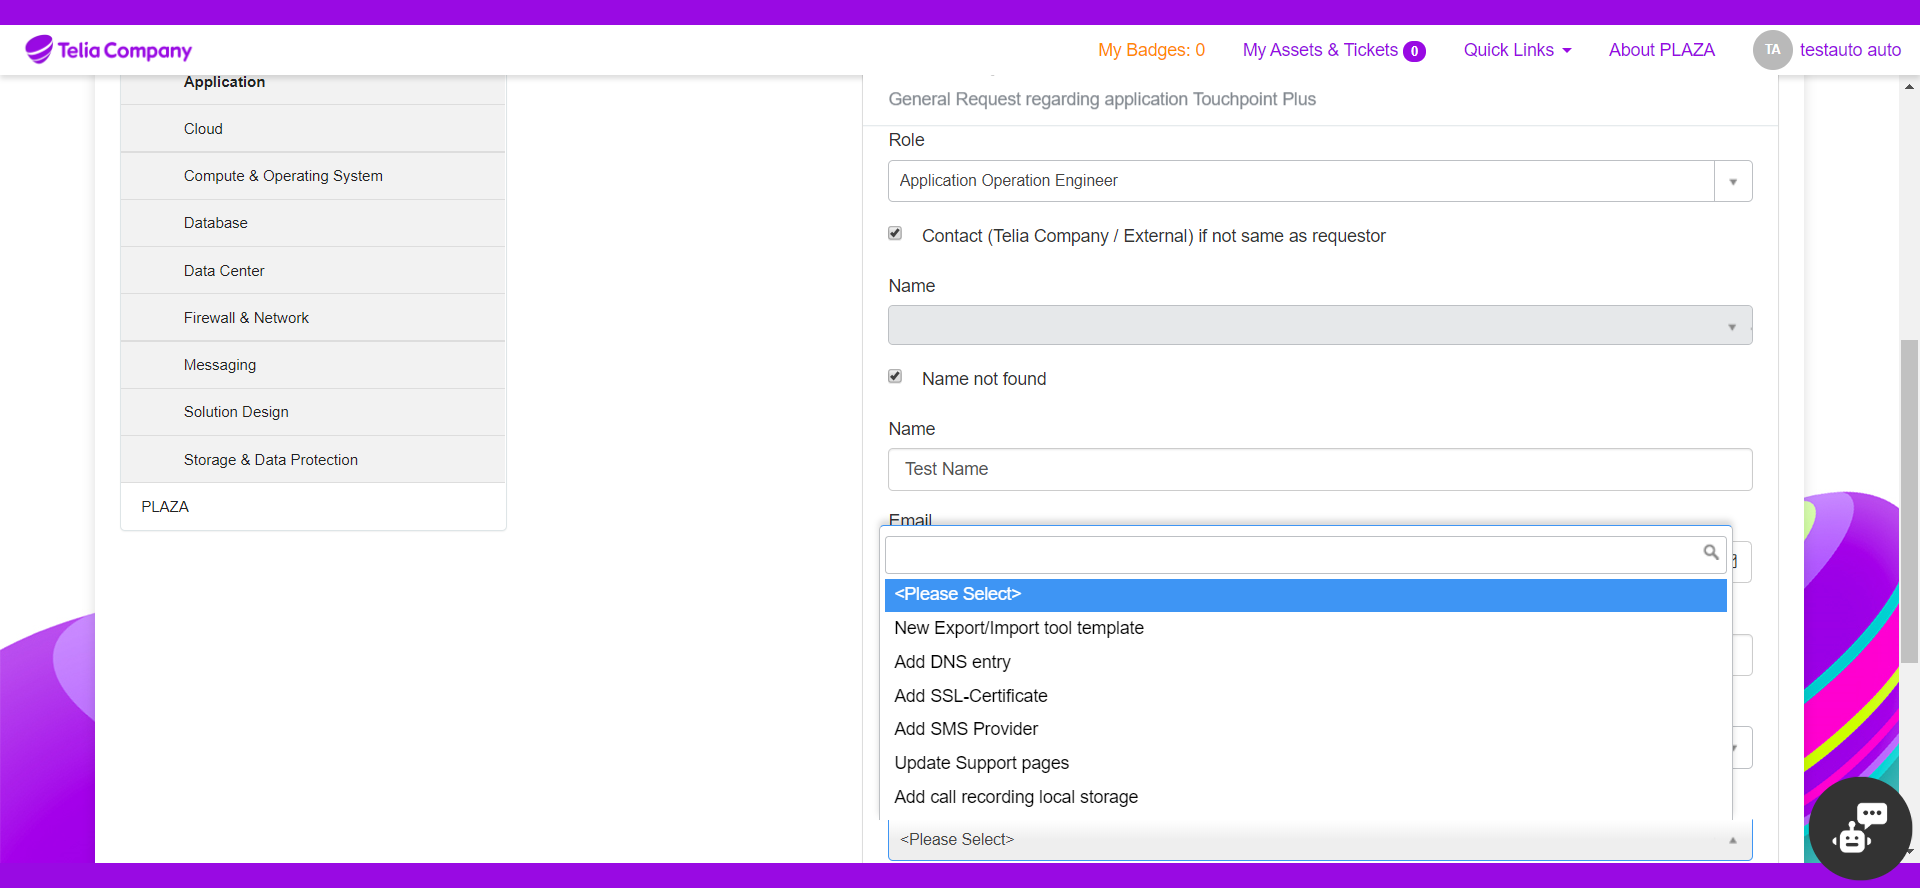 Telia Company
My Badges: 0
My Assets & Tickets 0
Quick Links
About PLAZA
TA
testauto auto
Application
Cloud
Compute & Operating System
Database
Data Center
Firewall & Network
Messaging
Solution Design
Storage & Data Protection
PLAZA
General Request regarding application Touchpoint Plus
Role
Application Operation Engineer
Contact (Telia Company / External) if not same as requestor
Name
Name not found
Name
Test Name
Email
<Please Select>
New Export/Import tool template
Add DNS entry
Add SSL-Certificate
Add SMS Provider
Update Support pages
Add call recording local storage
<Please Select>